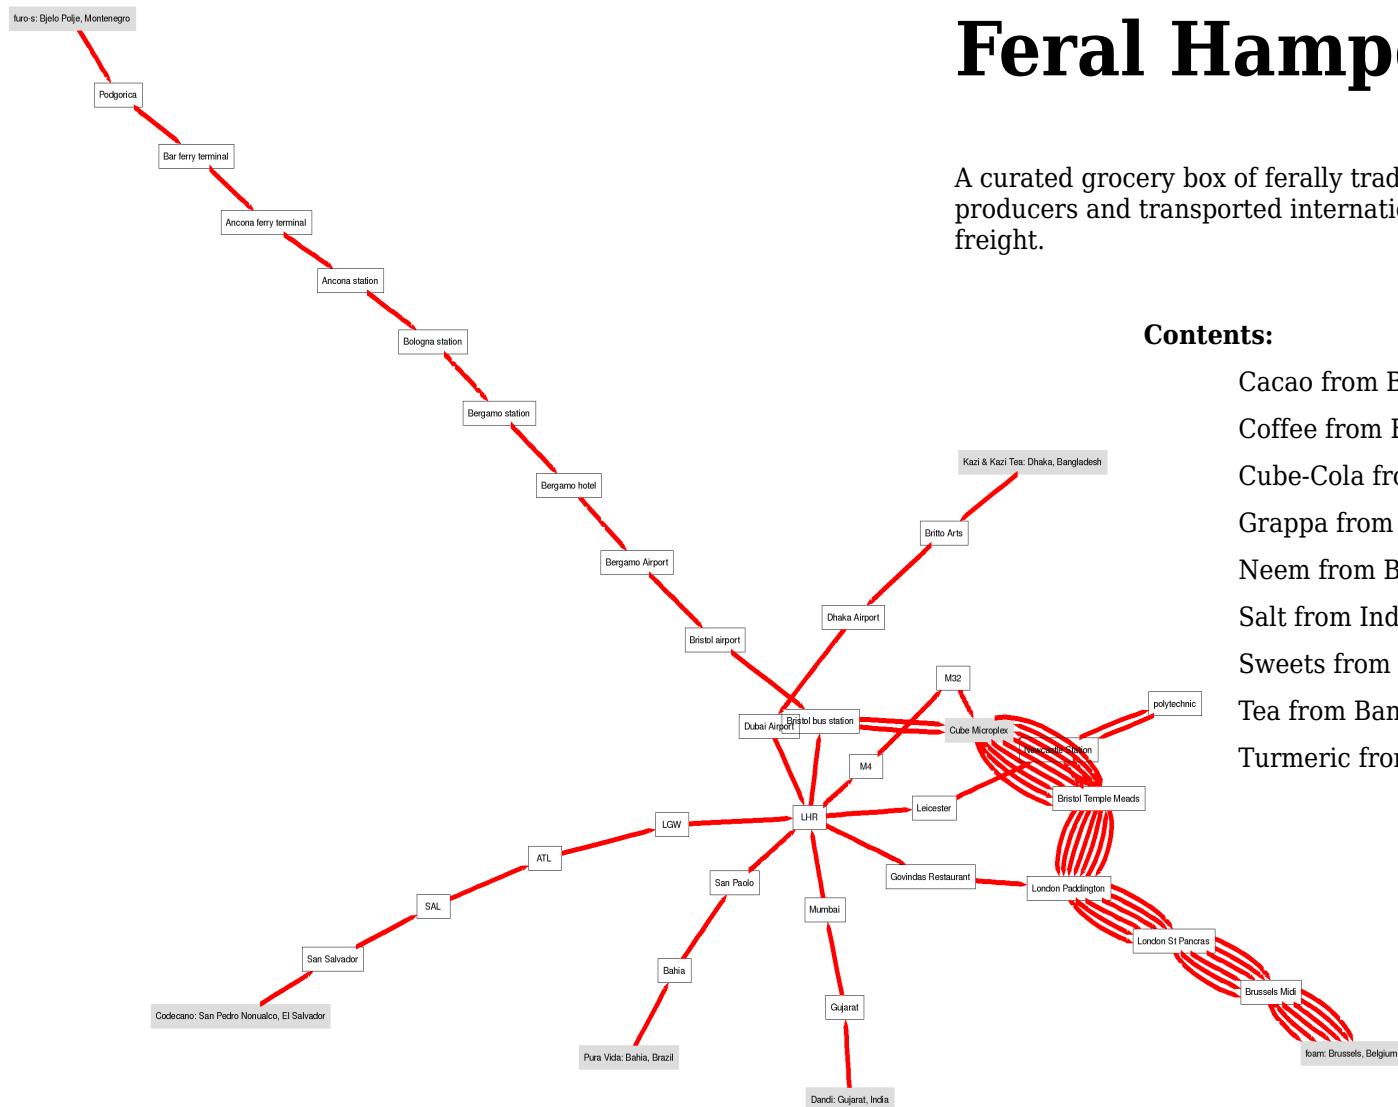 furo-s: Bjelo Polje, Montenegro
Feral Hamp
Podgorica
Bar ferry terminal
A curated grocery box of ferally trad
producers and transported internati
freight.
Ancona ferry terminal
Ancona station
Contents:
Bologna station
Cacao from B
Bergamo station
Coffee from
Kazi & Kazi Tea: Dhaka, Bangladesh
Cube-Cola fro
Bergamo hotel
Grappa from
Britto Arts
Bergamo Airport
Neem from B
Dhaka Airport
Salt from Ind
Bristol airport
Sweets from
M32
polytechnic
Tea from Ban
Dubai Airport
Bristol bus station
Cube Microplex
Newcastle Station
Turmeric from
M4
Bristol Temple Meads
Leicester
LHR
LGW
ATL
Govindas Restaurant
San Paolo
London Paddington
SAL
Mumbai
London St Pancras
San Salvador
Bahia
Brussels Midi
Gujarat
Codecano: San Pedro Nonualco, El Salvador
foam: Brussels, Belgium
Pura Vida: Bahia, Brazil
Dandi: Gujarat, India